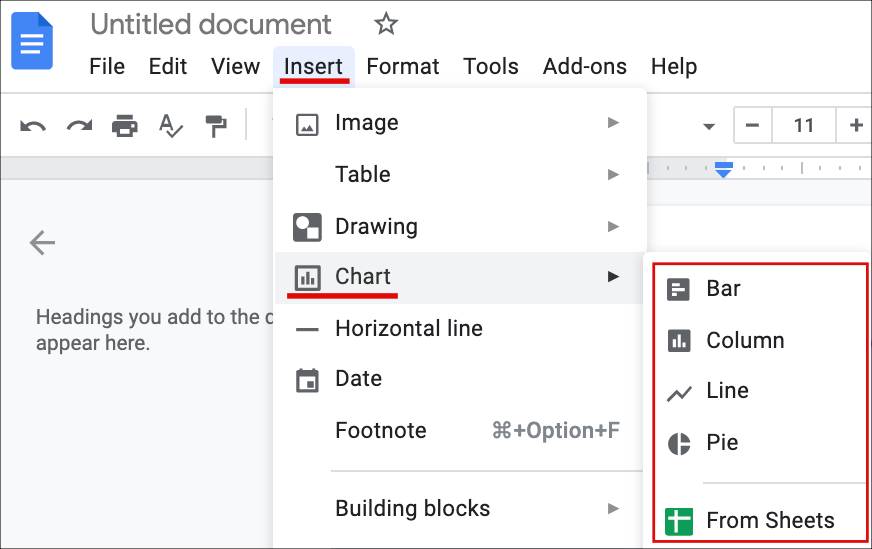 Untitled document
File Edit View Insert Format Tools Add-ons Help
11
Image
Table
Drawing
Chart
Horizontal line
Date
Footnote ⌘+Option+F
Building blocks
Headings you add to the
appear here.
Bar
Column
Line
Pie
From Sheets